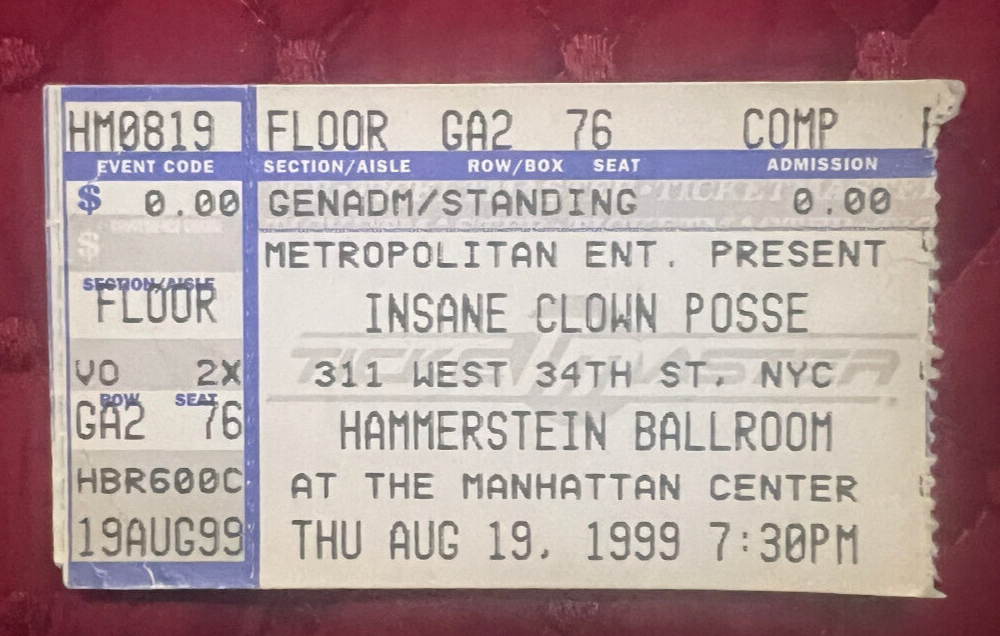 HM0819 FLOOR GA2 76 COMP
EVENT CODE SECTION/AISLE ROW/BOX SEAT ADMISSION
$ 0.00 GENADM/STANDING 0.00
$
METROPOLITAN ENT. PRESENT
SECTION/AISLE
FLOOR INSANE CLOWN POSSE
TICKETMASTER
VO 2X 311 WEST 34TH ST, NYC
ROW SEAT
GA2 76 HAMMERSTEIN BALLROOM
HBR600C AT THE MANHATTAN CENTER
19AUG99 THU AUG 19, 1999 7:30PM